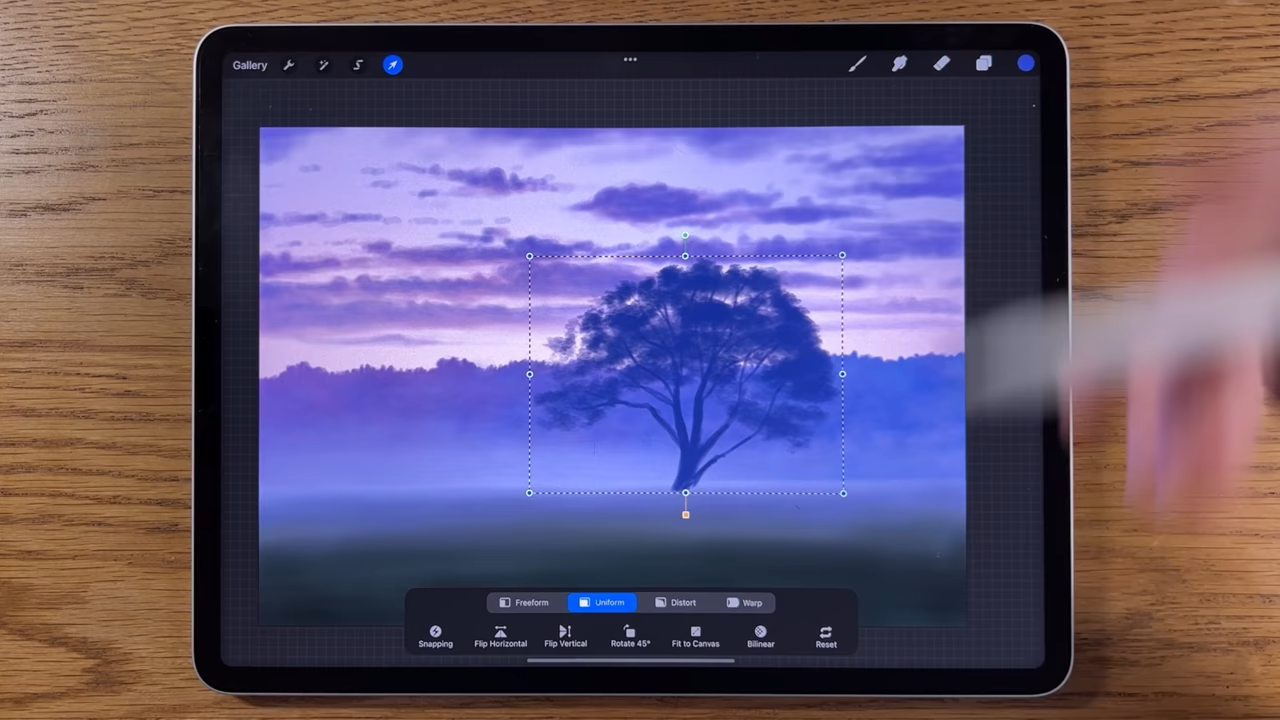 Gallery
Freeform Uniform Distort Warp
Snapping Flip Horizontal Flip Vertical Rotate 45° Fit to Canvas Bilinear Reset